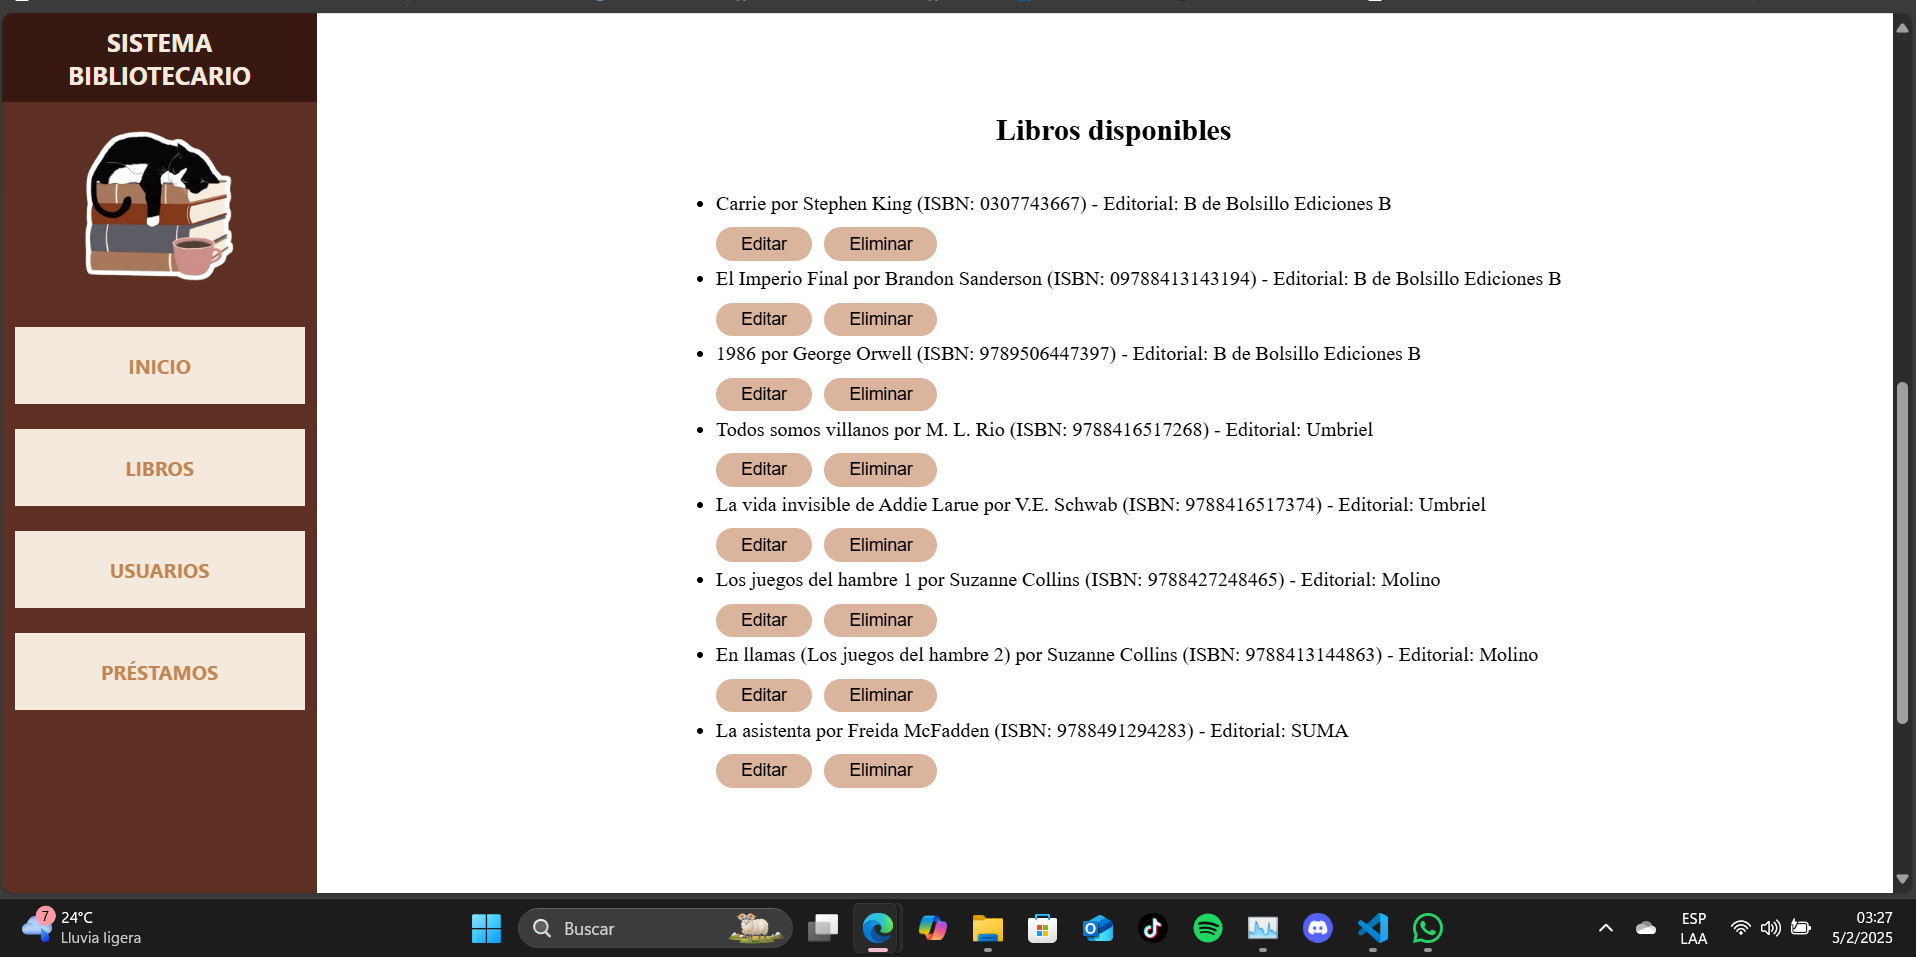 SISTEMA
BIBLIOTECARIO
INICIO
LIBROS
USUARIOS
PRÉSTAMOS
Libros disponibles
Carrie por Stephen King (ISBN: 0307743667) - Editorial: B de Bolsillo Ediciones B
Editar Eliminar
El Imperio Final por Brandon Sanderson (ISBN: 09788413143194) - Editorial: B de Bolsillo Ediciones B
Editar Eliminar
1986 por George Orwell (ISBN: 9789506447397) - Editorial: B de Bolsillo Ediciones B
Editar Eliminar
Todos somos villanos por M. L. Rio (ISBN: 9788416517268) - Editorial: Umbriel
Editar Eliminar
La vida invisible de Addie Larue por V.E. Schwab (ISBN: 9788416517374) - Editorial: Umbriel
Editar Eliminar
Los juegos del hambre 1 por Suzanne Collins (ISBN: 9788427248465) - Editorial: Molino
Editar Eliminar
En llamas (Los juegos del hambre 2) por Suzanne Collins (ISBN: 9788413144863) - Editorial: Molino
Editar Eliminar
La asistenta por Freida McFadden (ISBN: 9788491294283) - Editorial: SUMA
Editar Eliminar
7
24°C
Lluvia ligera
Buscar
ESP
LAA
03:27
5/2/2025